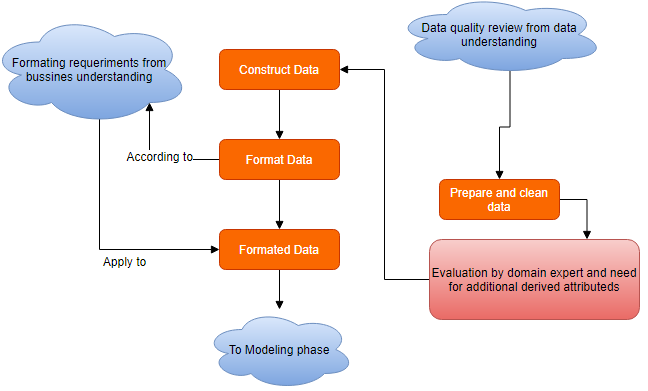 Data quality review from data
understanding
Formating requeriments from
bussines understanding
Construct Data
According to
Format Data
Prepare and clean
data
Formated Data
Apply to
Evaluation by domain expert and need
for additional derived attributeds
To Modeling phase